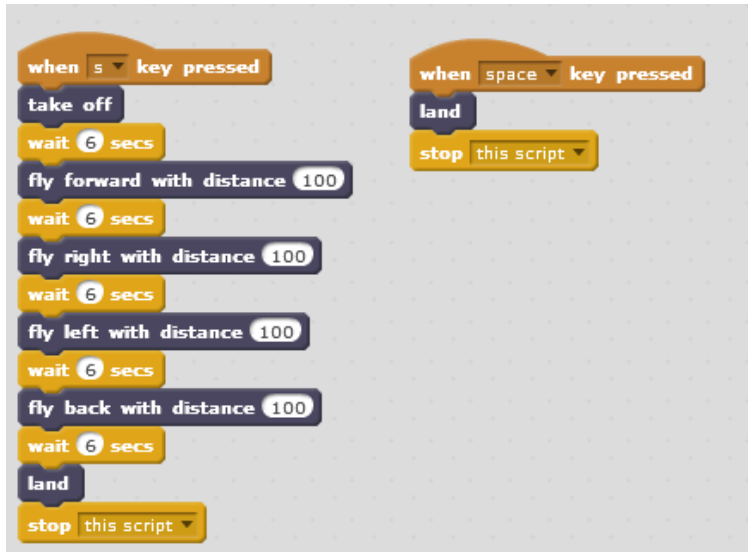 when s key pressed
take off
wait 6 secs
fly forward with distance 100
wait 6 secs
fly right with distance 100
wait 6 secs
fly left with distance 100
wait 6 secs
fly back with distance 100
wait 6 secs
land
stop this script
when space key pressed
land
stop this script